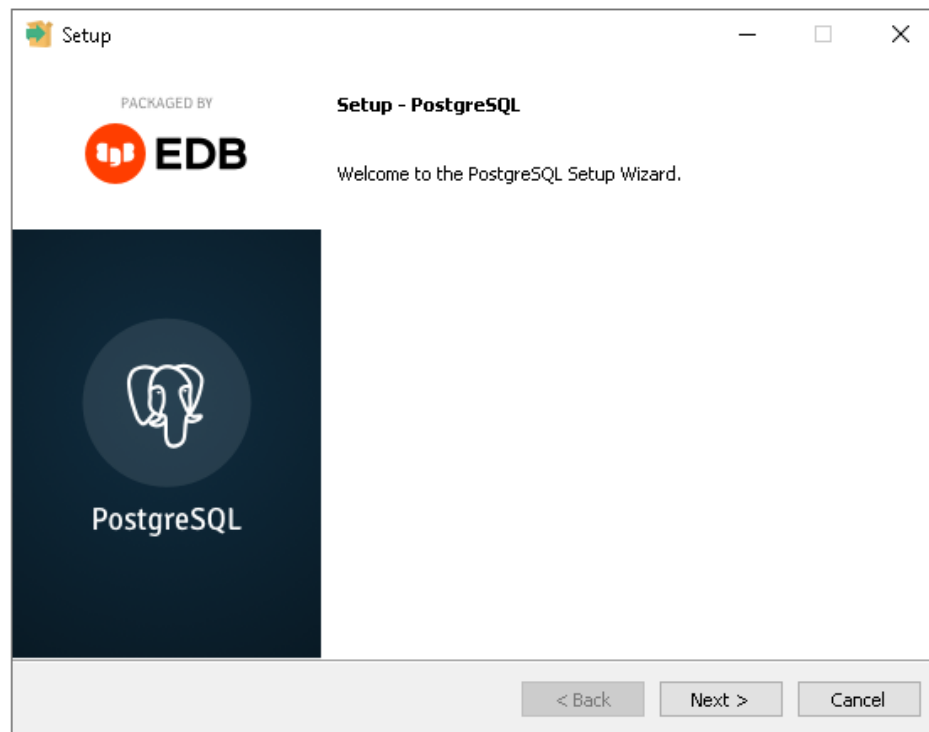 Setup
PACKAGED BY
EDB
Setup - PostgreSQL
Welcome to the PostgreSQL Setup Wizard.
PostgreSQL
< Back
Next >
Cancel